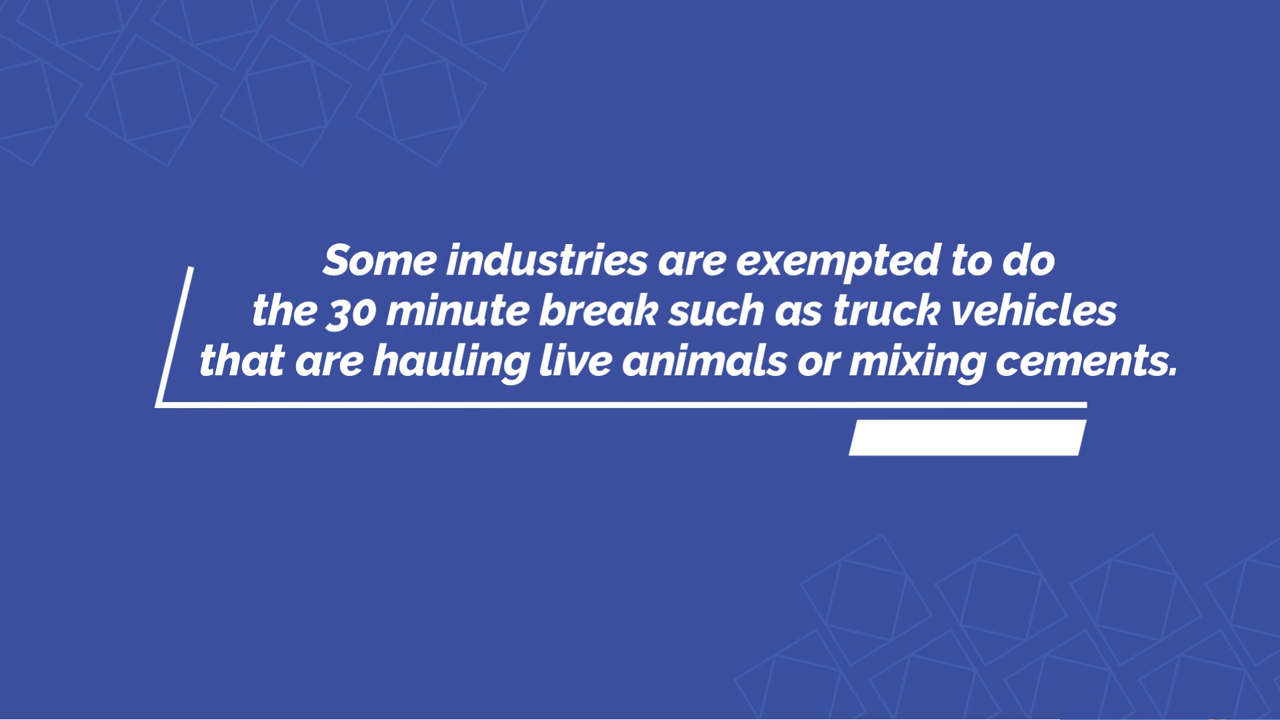 Some industries are exempted to do
the 30 minute break such as truck vehicles
that are hauling live animals or mixing cements.